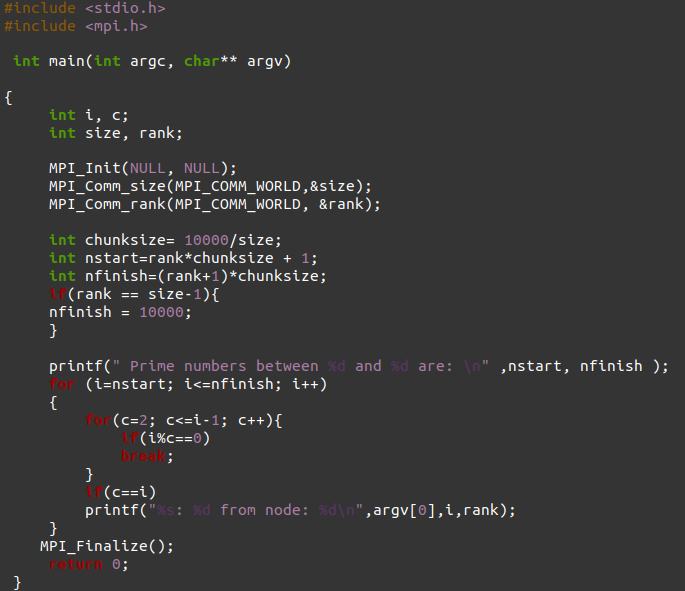 #include <stdio.h>
#include <mpi.h>
int main(int argc, char** argv)
{
int i, c;
int size, rank;
MPI_Init(NULL, NULL);
MPI_Comm_size(MPI_COMM_WORLD,&size);
MPI_Comm_rank(MPI_COMM_WORLD, &rank);
int chunksize= 10000/size;
int nstart=rank*chunksize + 1;
int nfinish=(rank+1)*chunksize;
if(rank == size-1){
nfinish = 10000;
}
printf(" Prime numbers between %d and %d are: \n" ,nstart, nfinish );
for (i=nstart; i<=nfinish; i++)
{
for(c=2; c<=i-1; c++){
if(i%c==0)
break;
}
if(c==i)
printf("%s: %d from node: %d\n",argv[0],i,rank);
}
MPI_Finalize();
return 0;
}